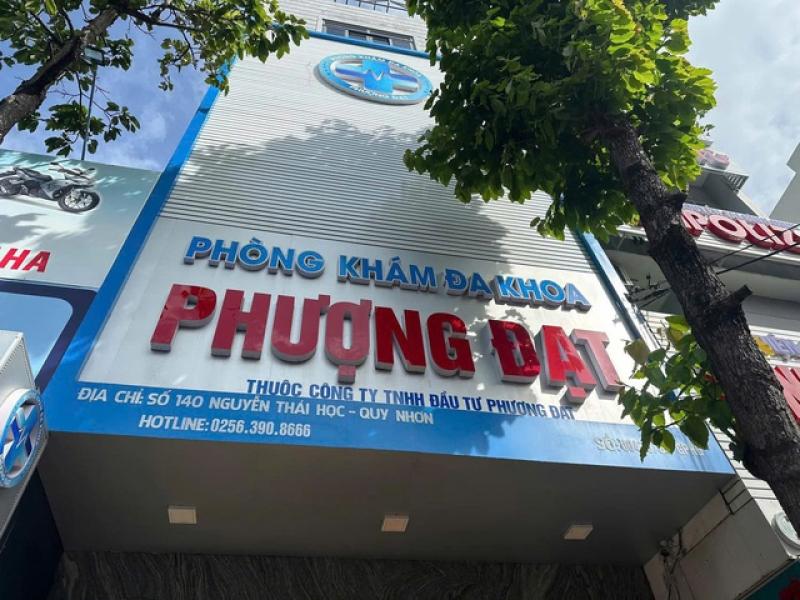 PHÒNG KHÁM ĐA KHOA
PHƯỢNG ĐẠT
THUỘC CÔNG TY TNHH ĐẦU TƯ PHƯỢNG ĐẠT
ĐỊA CHỈ: SỐ 140 NGUYỄN THÁI HỌC - QUY NHƠN
HOTLINE: 0256.390.8666